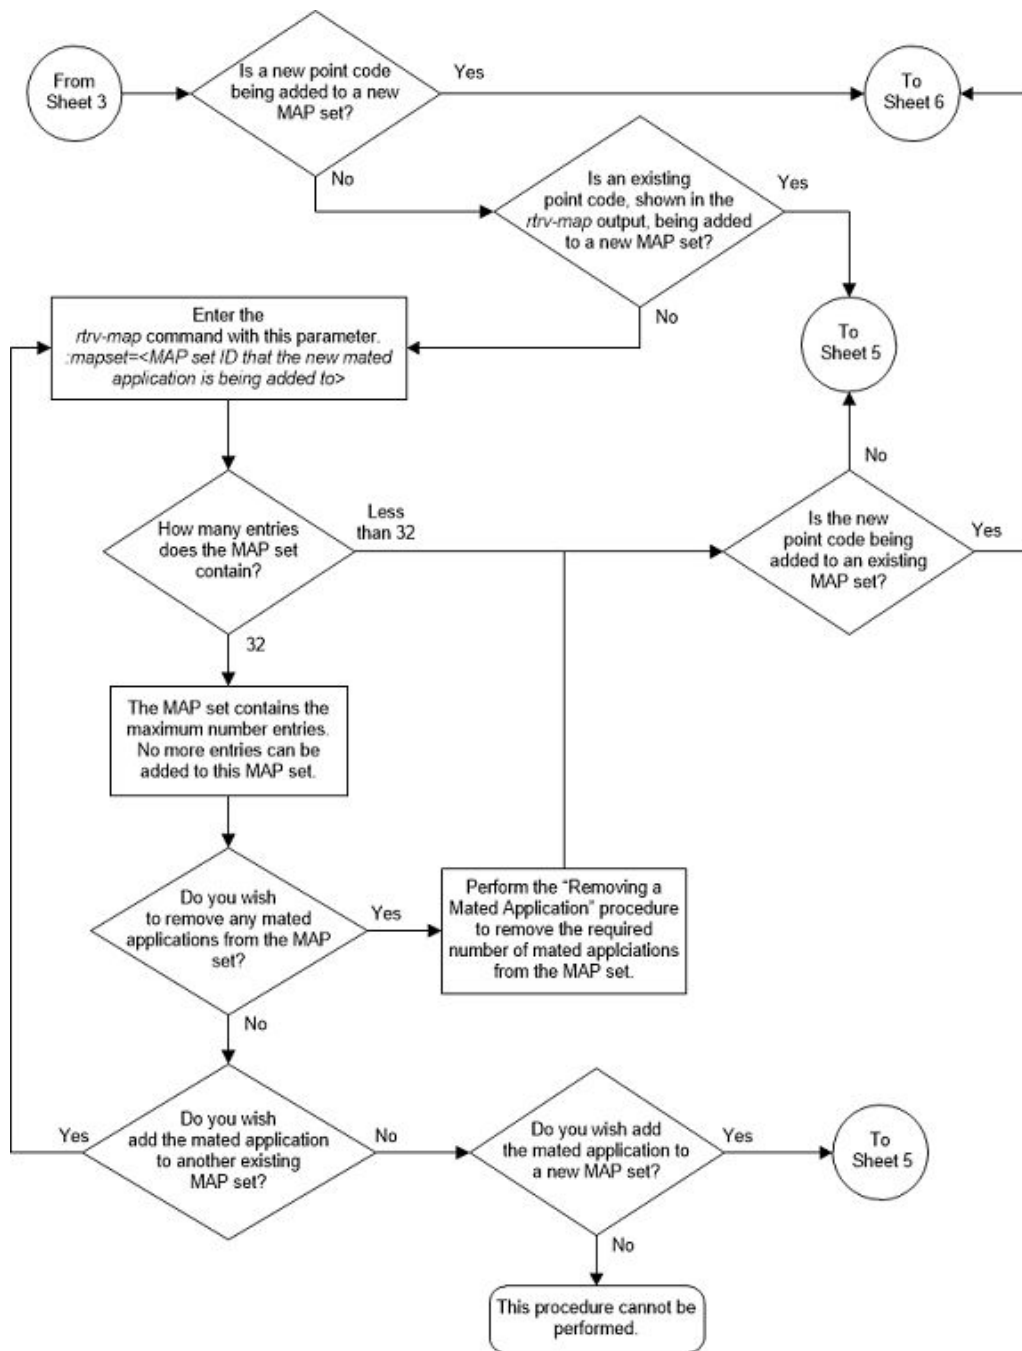 From
Sheet 3
Is a new point code
being added to a new
MAP set?
Yes
To
Sheet 6
No
Is an existing
point code, shown in the
rtrv-map output, being added
to a new MAP set?
Yes
No
Enter the
rtrv-map command with this parameter.
:mapset=<MAP set ID that the new mated
application is being added to>
To
Sheet 5
How many entries
does the MAP set
contain?
Less
than 32
No
Is the new
point code being
added to an existing
MAP set?
Yes
32
The MAP set contains the
maximum number entries.
No more entries can be
added to this MAP set.
Do you wish
to remove any mated
applications from the MAP
set?
Yes
Perform the “Removing a
Mated Application” procedure
to remove the required
number of mated applciations
from the MAP set.
No
Do you wish
add the mated application
to another existing
MAP set?
Yes
No
Do you wish add
the mated application to
a new MAP set?
Yes
To
Sheet 5
No
This procedure cannot be
performed.